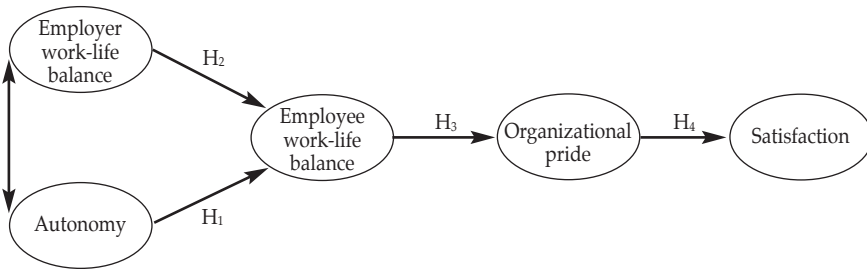 Employer
work-life
balance
H₂
Employee
work-life
balance
H₃
Organizational
pride
H₄
Satisfaction
Autonomy
H₁